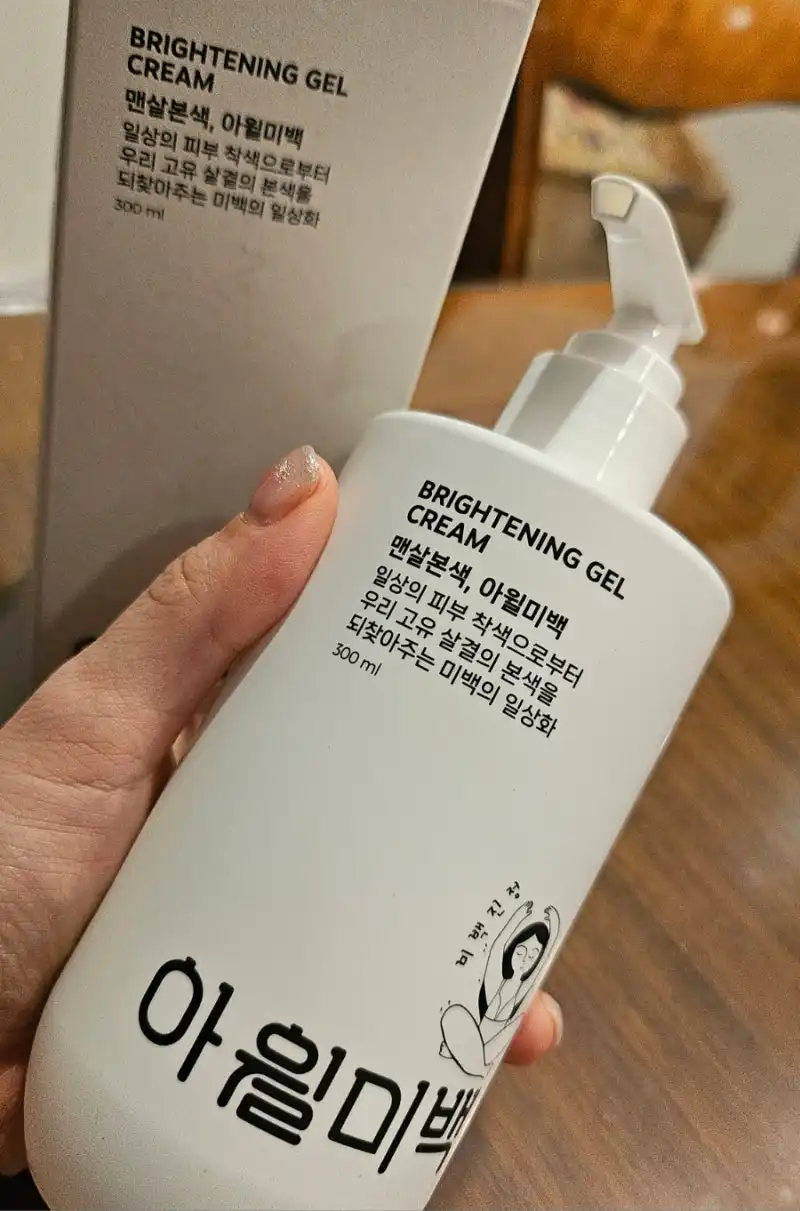 BRIGHTENING GEL
CREAM
맨살본색, 아윌미백
일상의 피부 착색으로부터
우리 고유 살결의 본색을
되찾아주는 미백의 일상화
300 ml
BRIGHTENING GEL
CREAM
맨살본색, 아윌미백
일상의 피부 착색으로부터
우리 고유 살결의 본색을
되찾아주는 미백의 일상화
300 ml
미백진정
아윌미백